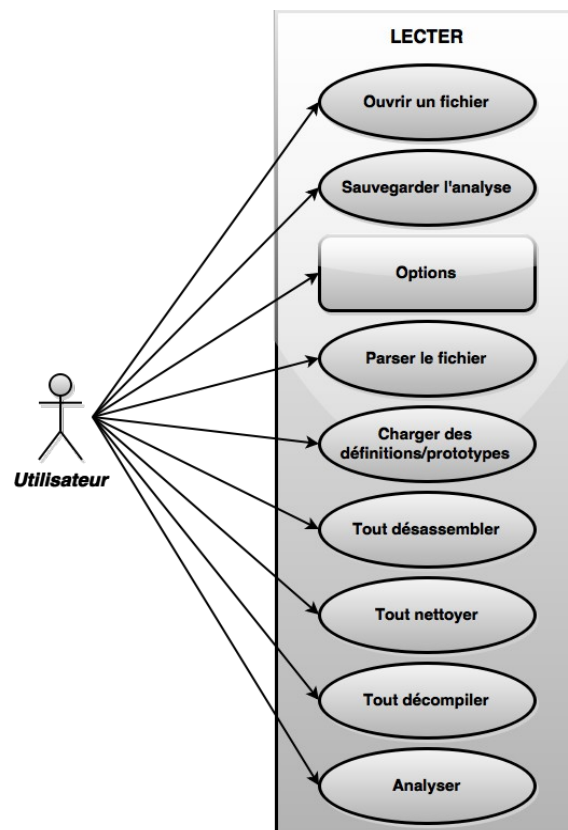 LECTER
Ouvrir un fichier
Sauvegarder l'analyse
Options
Parser le fichier
Charger des
définitions/prototypes
Utilisateur
Tout désassembler
Tout nettoyer
Tout décompiler
Analyser